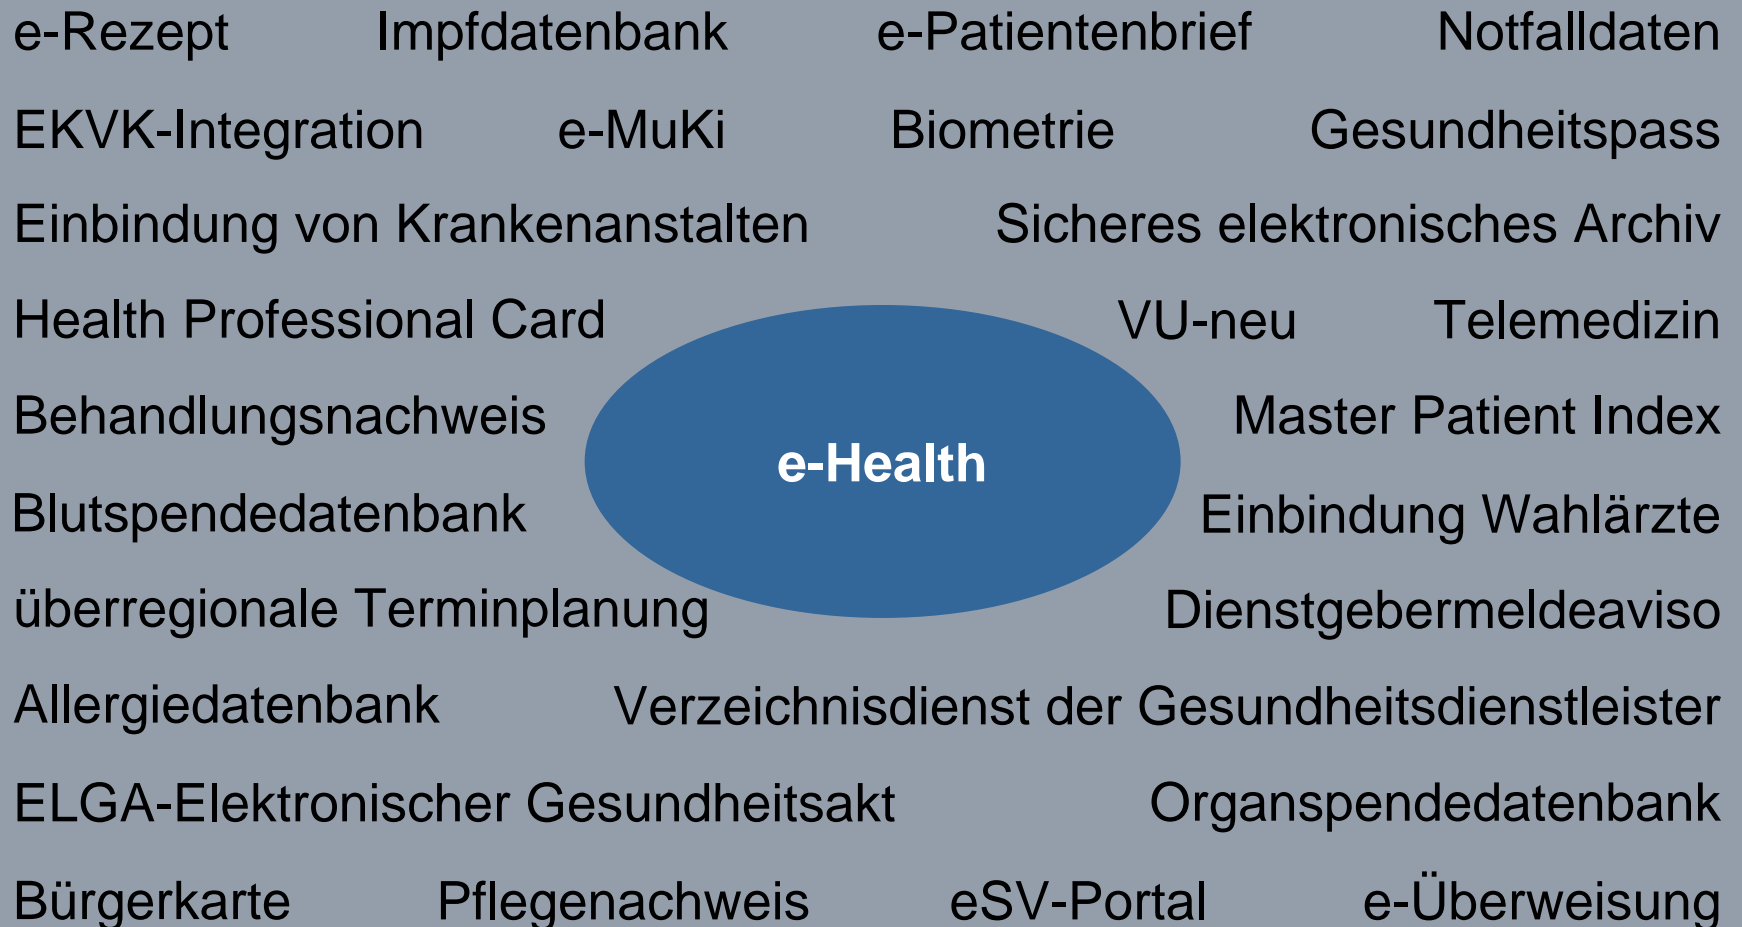 e-Rezept Impfdatenbank e-Patientenbrief Notfalldaten
EKVK-Integration e-MuKi Biometrie Gesundheitspass
Einbindung von Krankenanstalten Sicheres elektronisches Archiv
Health Professional Card VU-neu Telemedizin
Behandlungsnachweis Master Patient Index
e-Health
Blutspendedatenbank Einbindung Wahlärzte
überregionale Terminplanung Dienstgebermeldeaviso
Allergiedatenbank Verzeichnisdienst der Gesundheitsdienstleister
ELGA-Elektronischer Gesundheitsakt Organspendedatenbank
Bürgerkarte Pflegenachweis eSV-Portal e-Überweisung